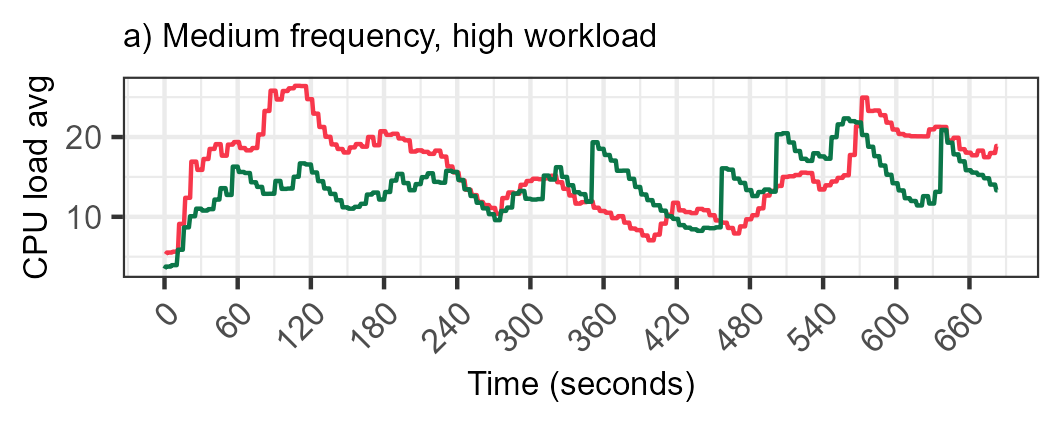 a) Medium frequency, high workload
CPU load avg
20
10
0 60 120 180 240 300 360 420 480 540 600 660
Time (seconds)